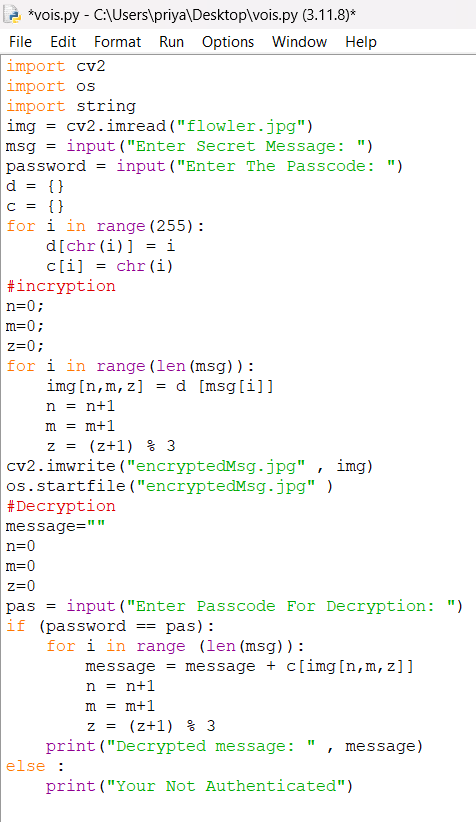 *vois.py - C:\Users\priya\Desktop\vois.py (3.11.8)*
File Edit Format Run Options Window Help
import cv2
import os
import string
img = cv2.imread("flowler.jpg")
msg = input("Enter Secret Message: ")
password = input("Enter The Passcode: ")
d = {}
c = {}
for i in range(255):
    d[chr(i)] = i
    c[i] = chr(i)
#incryption
n=0;
m=0;
z=0;
for i in range(len(msg)):
    img[n,m,z] = d [msg[i]]
    n = n+1
    m = m+1
    z = (z+1) % 3
cv2.imwrite("encryptedMsg.jpg" , img)
os.startfile("encryptedMsg.jpg" )
#Decryption
message=""
n=0
m=0
z=0
pas = input("Enter Passcode For Decryption: ")
if (password == pas):
    for i in range (len(msg)):
        message = message + c[img[n,m,z]]
        n = n+1
        m = m+1
        z = (z+1) % 3
    print("Decrypted message: " , message)
else :
    print("Your Not Authenticated")